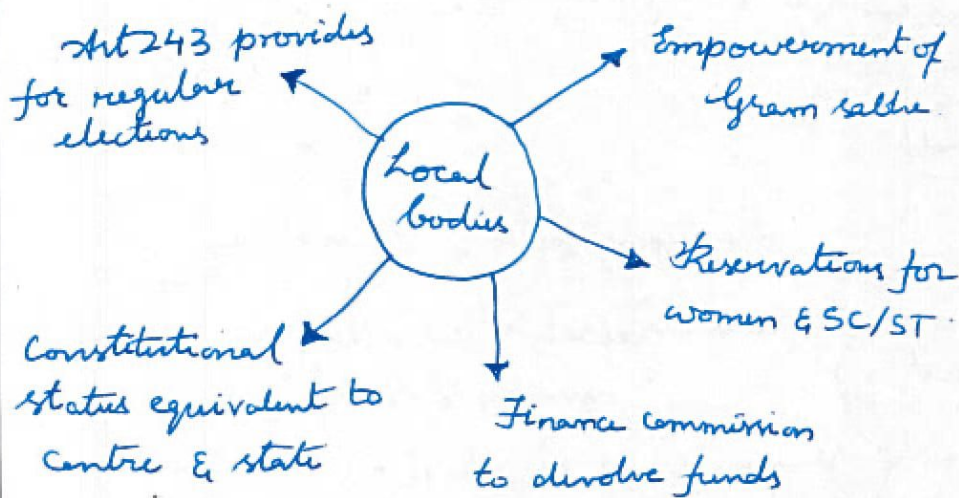 Art 243 provides
for regular
elections
Empowerment of
Gram sabha
Local
bodies
Reservations for
women & SC/ST.
Constitutional
status equivalent to
centre & state
Finance commission
to devolve funds